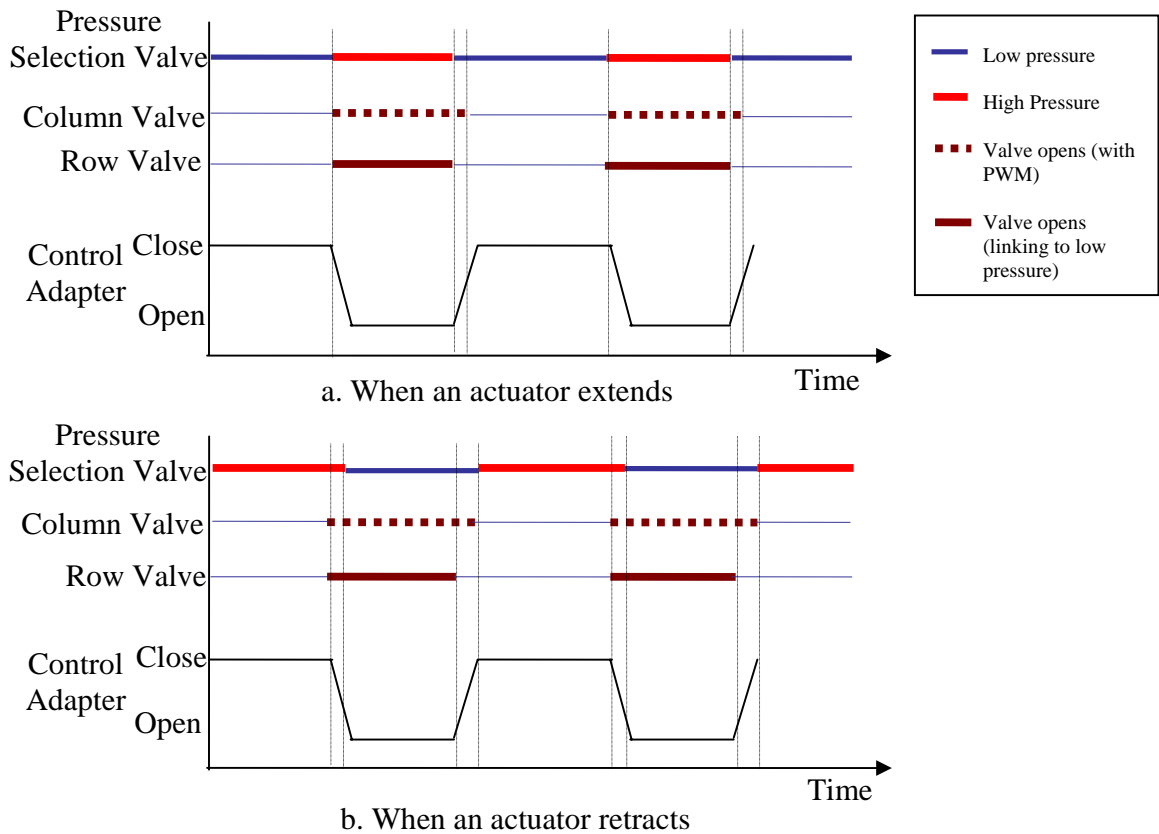 Pressure
Selection Valve
Column Valve
Row Valve
Close
Control
Adapter
Open
Time
a. When an actuator extends
Low pressure
High Pressure
Valve opens (with
PWM)
Valve opens
(linking to low
pressure)
Pressure
Selection Valve
Column Valve
Row Valve
Close
Control
Adapter
Open
Time
b. When an actuator retracts